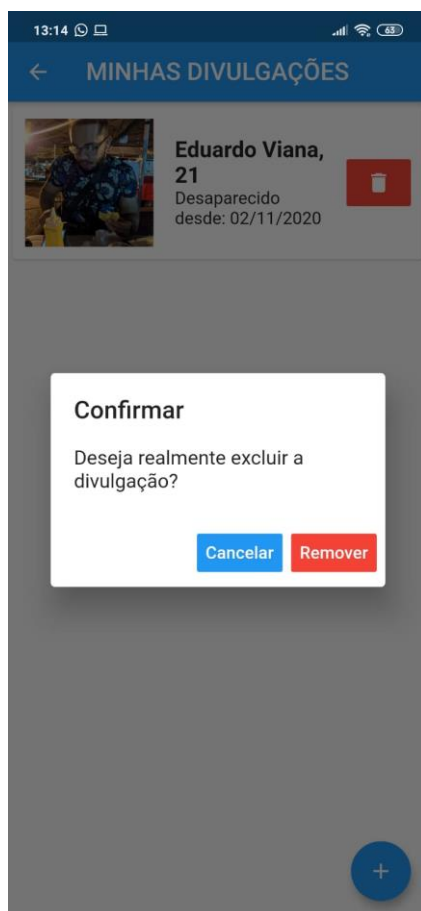 13:14 63
MINHAS DIVULGAÇÕES
Eduardo Viana,
21
Desaparecido
desde: 02/11/2020
Confirmar
Deseja realmente excluir a
divulgação?
Cancelar Remover